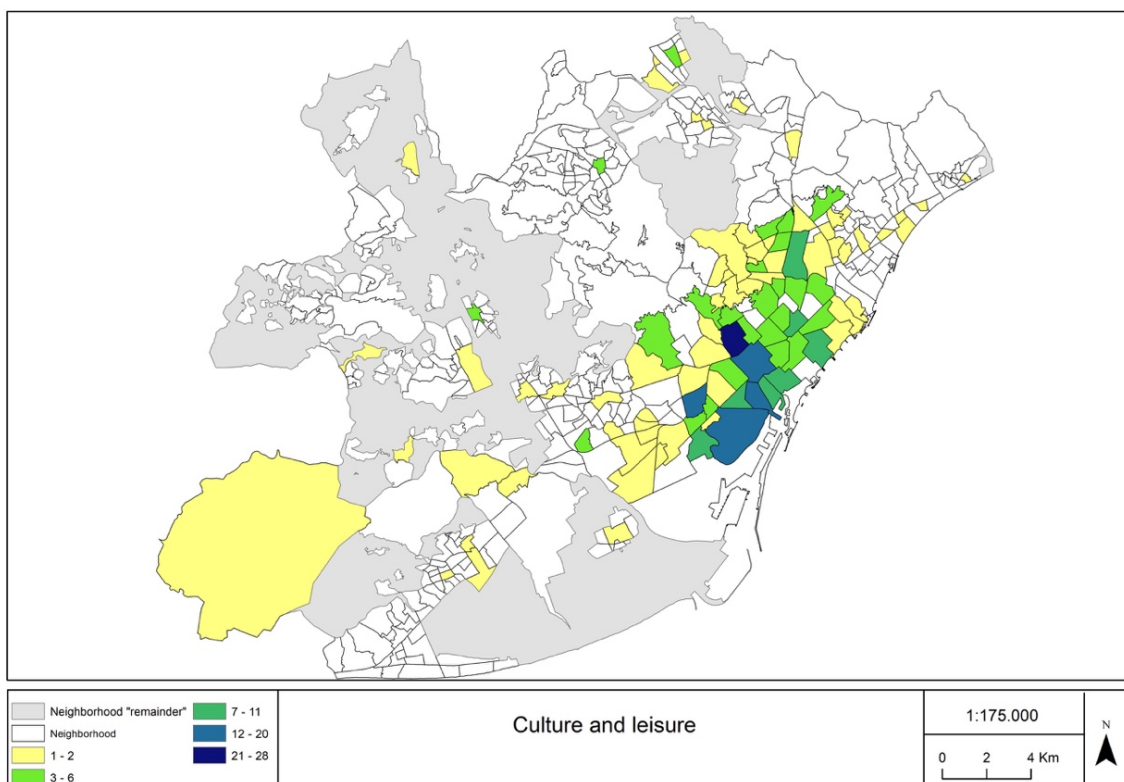 Neighborhood "remainder"
Neighborhood
1 - 2
3 - 6
7 - 11
12 - 20
21 - 28
Culture and leisure
1:175.000
0 2 4 Km
N